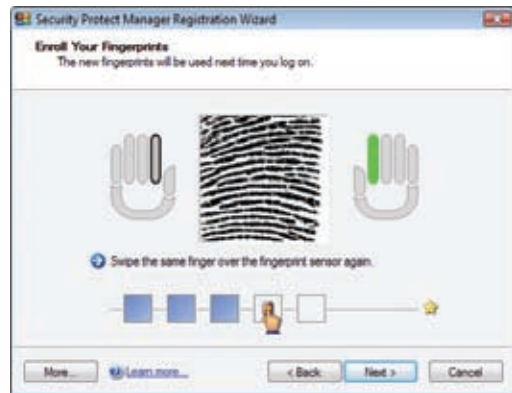 Security Protect Manager Registration Wizard
Enroll Your Fingerprints
The new fingerprints will be used next time you log on.
Swipe the same finger over the fingerprint sensor again.
More... Learn more... < Back Next > Cancel